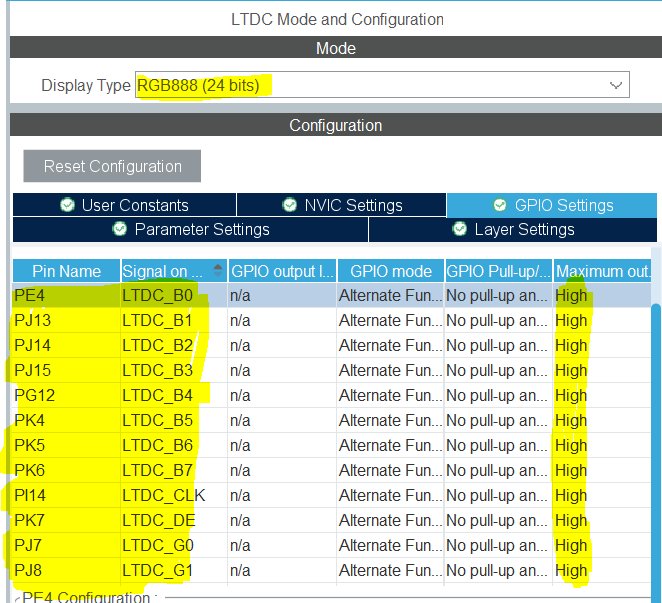 LTDC Mode and Configuration
Mode
Display Type RGB888 (24 bits)
Configuration
Reset Configuration
User Constants NVIC Settings GPIO Settings
Parameter Settings Layer Settings
Pin Name Signal on ... GPIO output l... GPIO mode GPIO Pull-up/... Maximum out...
PE4 LTDC_B0 n/a Alternate Fun... No pull-up an... High
PJ13 LTDC_B1 n/a Alternate Fun... No pull-up an... High
PJ14 LTDC_B2 n/a Alternate Fun... No pull-up an... High
PJ15 LTDC_B3 n/a Alternate Fun... No pull-up an... High
PG12 LTDC_B4 n/a Alternate Fun... No pull-up an... High
PK4 LTDC_B5 n/a Alternate Fun... No pull-up an... High
PK5 LTDC_B6 n/a Alternate Fun... No pull-up an... High
PK6 LTDC_B7 n/a Alternate Fun... No pull-up an... High
PI14 LTDC_CLK n/a Alternate Fun... No pull-up an... High
PK7 LTDC_DE n/a Alternate Fun... No pull-up an... High
PJ7 LTDC_G0 n/a Alternate Fun... No pull-up an... High
PJ8 LTDC_G1 n/a Alternate Fun... No pull-up an... High
PE4 Configuration :